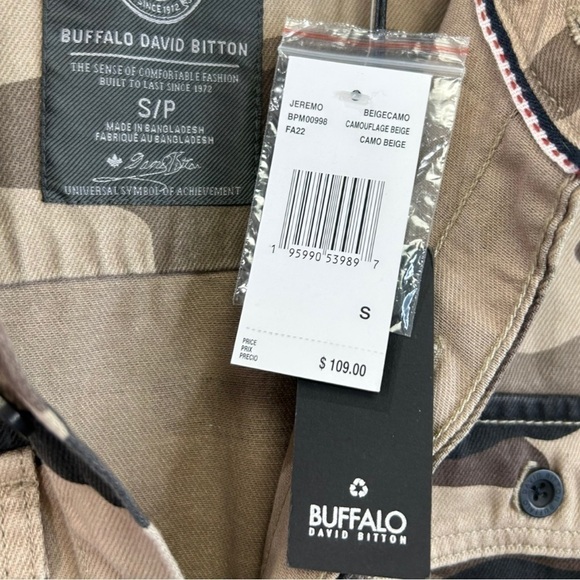 SINCE 1972
BUFFALO DAVID BITTON
THE SENSE OF COMFORTABLE FASHION
BUILT TO LAST SINCE 1972
S/P
MADE IN BANGLADESH
FABRIQUÉ AU BANGLADESH
David Bitton
UNIVERSAL SYMBOL OF ACHIEVEMENT
JEREMO BEIGECAMO
BPM00998 CAMOUFLAGE BEIGE
FA22 CAMO BEIGE
1 95990 53989 7
S
PRICE
PRIX
PRECIO
$ 109.00
BUFFALO
DAVID BITTON